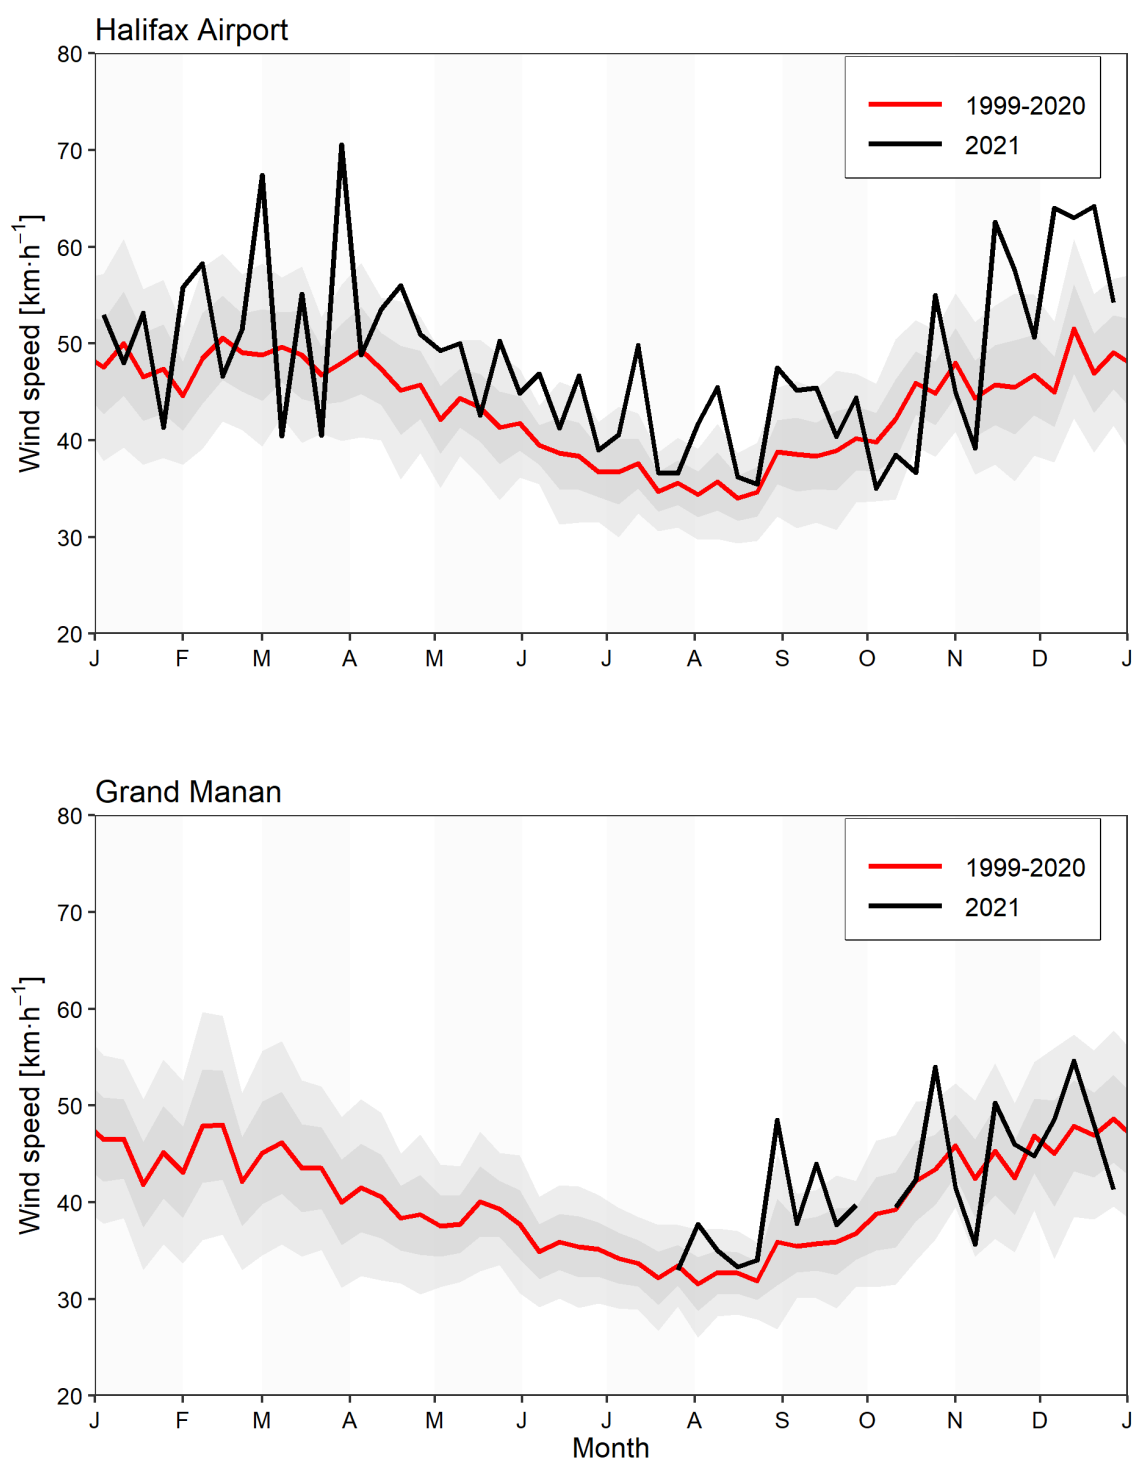 Halifax Airport
80
70
60
50
40
30
20
Wind speed [km·h⁻¹]
1999-2020
2021
J F M A M J J A S O N D J
Grand Manan
80
70
60
50
40
30
20
Wind speed [km·h⁻¹]
1999-2020
2021
J F M A M J J A S O N D J
Month